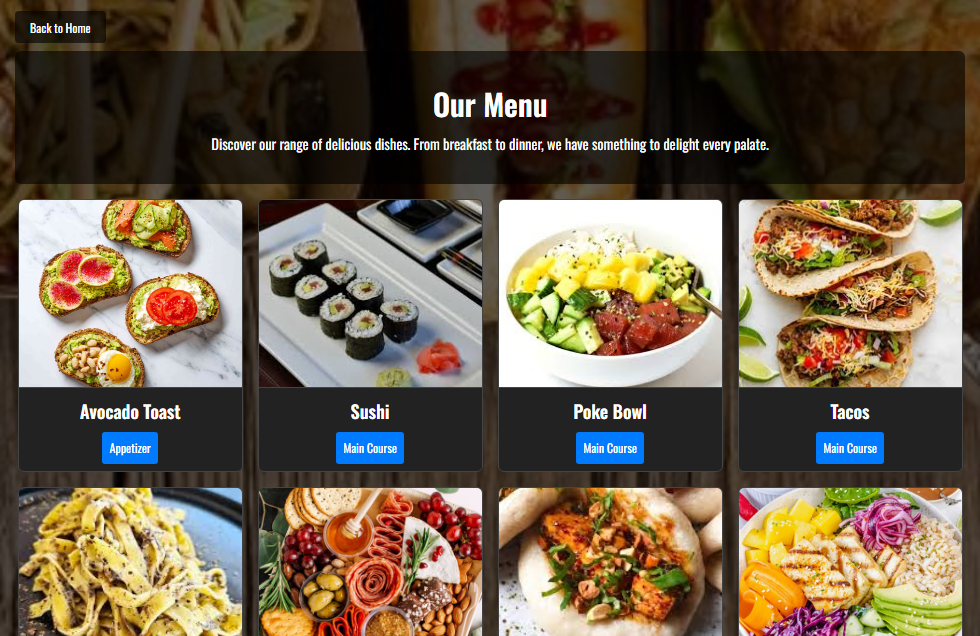 Back to Home
Our Menu
Discover our range of delicious dishes. From breakfast to dinner, we have something to delight every palate.
Avocado Toast
Appetizer
Sushi
Main Course
Poke Bowl
Main Course
Tacos
Main Course